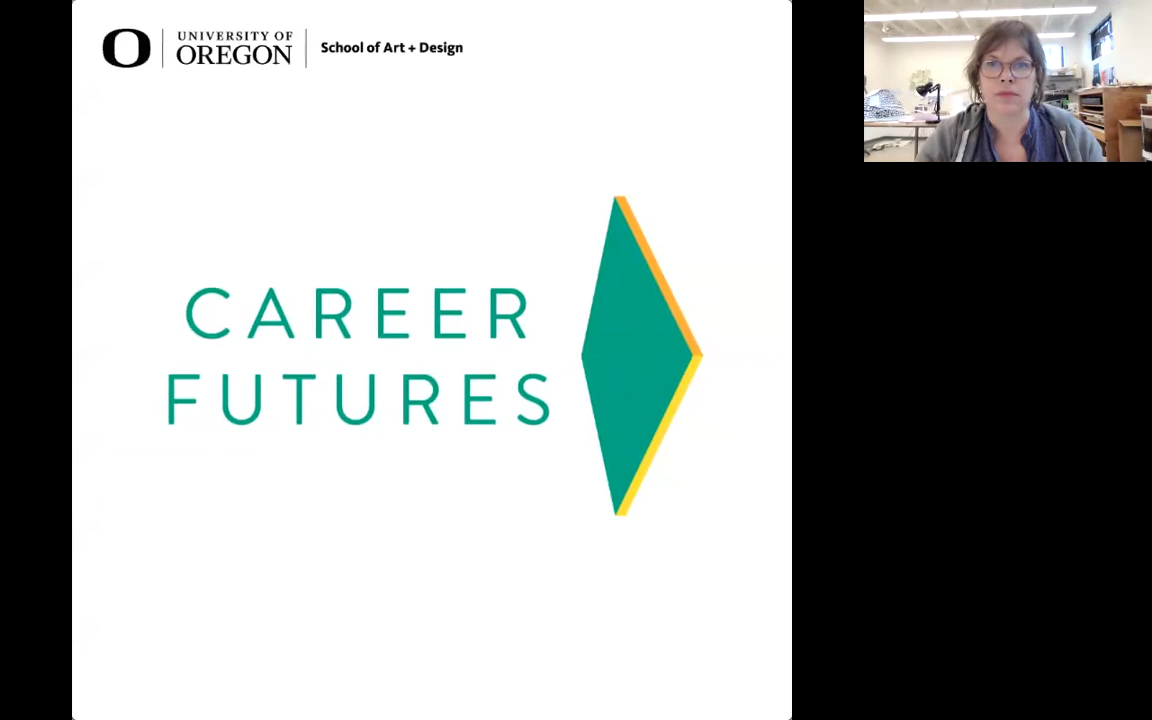 O
UNIVERSITY OF
OREGON
School of Art + Design
CAREER
FUTURES